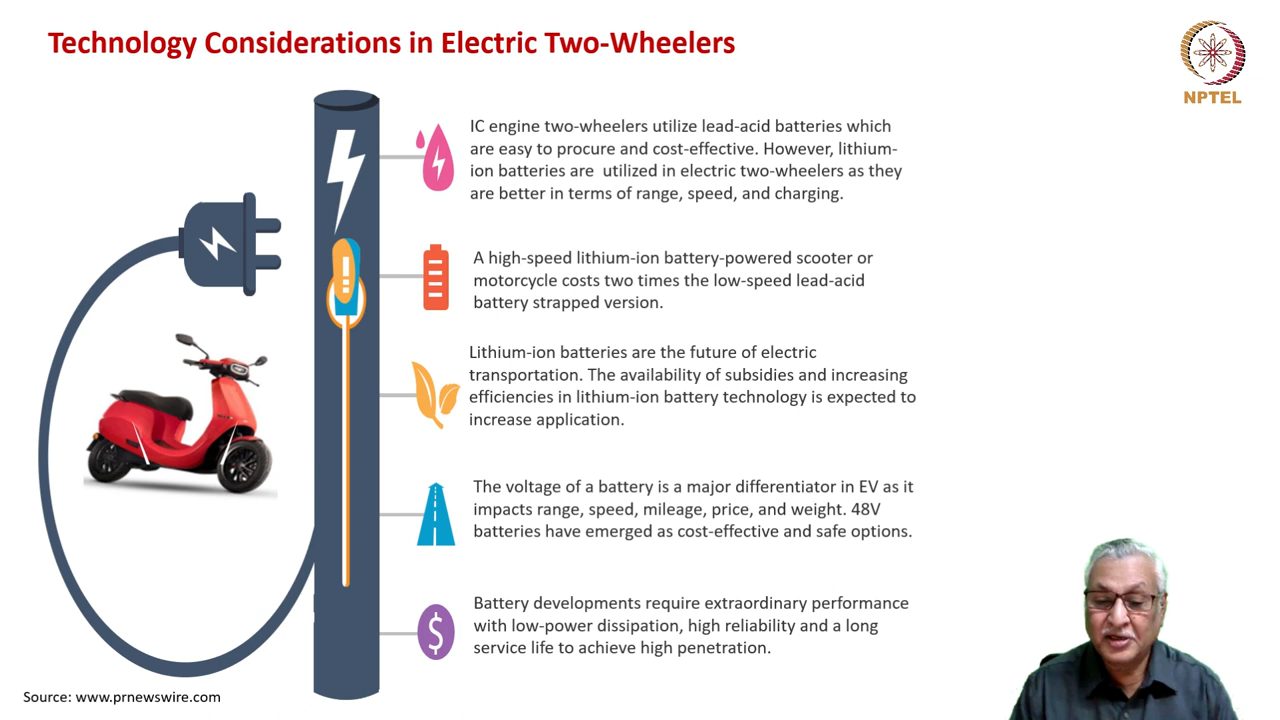 Technology Considerations in Electric Two-Wheelers
NPTEL
IC engine two-wheelers utilize lead-acid batteries which
are easy to procure and cost-effective. However, lithium-
ion batteries are utilized in electric two-wheelers as they
are better in terms of range, speed, and charging.
A high-speed lithium-ion battery-powered scooter or
motorcycle costs two times the low-speed lead-acid
battery strapped version.
Lithium-ion batteries are the future of electric
transportation. The availability of subsidies and increasing
efficiencies in lithium-ion battery technology is expected to
increase application.
The voltage of a battery is a major differentiator in EV as it
impacts range, speed, mileage, price, and weight. 48V
batteries have emerged as cost-effective and safe options.
Battery developments require extraordinary performance
with low-power dissipation, high reliability and a long
service life to achieve high penetration.
$
Source: www.prnewswire.com